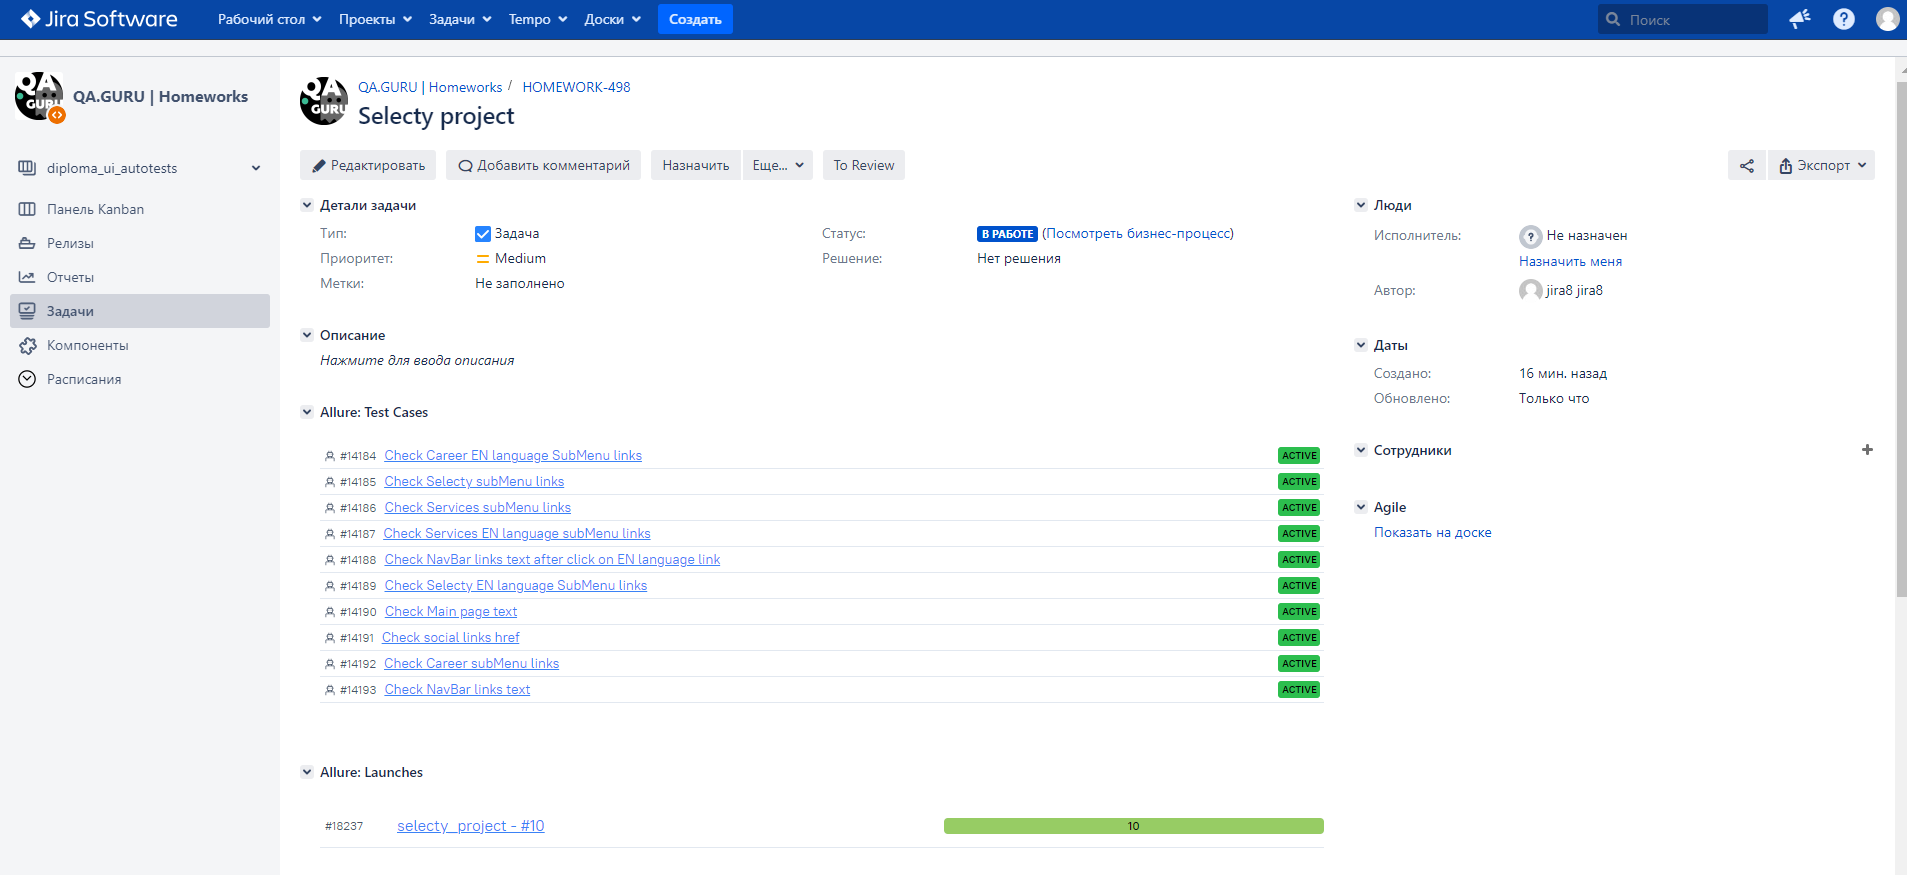 Jira Software Рабочий стол Проекты Задачи Tempo Доски Создать Поиск
QA GURU
QA.GURU | Homeworks
diploma_ui_autotests
Панель Kanban
Релизы
Отчеты
Задачи
Компоненты
Расписания
QA GURU
QA.GURU | Homeworks / HOMEWORK-498
Selecty project
Редактировать Добавить комментарий Назначить Еще... To Review Экспорт
Детали задачи
Тип: Задача Статус: В РАБОТЕ (Посмотреть бизнес-процесс)
Приоритет: Medium Решение: Нет решения
Метки: Не заполнено
Описание
Нажмите для ввода описания
Allure: Test Cases
#14184 Check Career EN language SubMenu links ACTIVE
#14185 Check Selecty subMenu links ACTIVE
#14186 Check Services subMenu links ACTIVE
#14187 Check Services EN language subMenu links ACTIVE
#14188 Check NavBar links text after click on EN language link ACTIVE
#14189 Check Selecty EN language SubMenu links ACTIVE
#14190 Check Main page text ACTIVE
#14191 Check social links href ACTIVE
#14192 Check Career subMenu links ACTIVE
#14193 Check NavBar links text ACTIVE
Allure: Launches
#18237 selecty_project - #10 10
Люди
Исполнитель: Не назначен
Назначить меня
Автор: jira8 jira8
Даты
Создано: 16 мин. назад
Обновлено: Только что
Сотрудники
Agile
Показать на доске